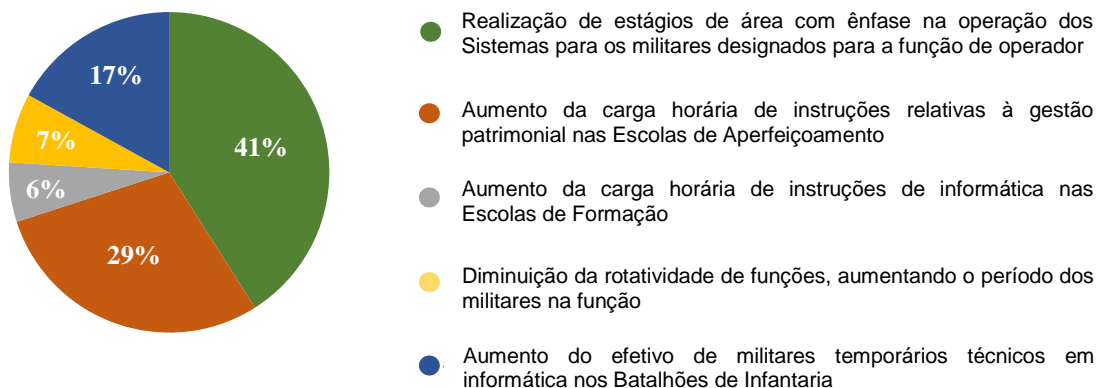 Realização de estágios de área com ênfase na operação dos
Sistemas para os militares designados para a função de operador
17%
7%
41%
Aumento da carga horária de instruções relativas à gestão
patrimonial nas Escolas de Aperfeiçoamento
6%
Aumento da carga horária de instruções de informática nas
Escolas de Formação
29%
Diminuição da rotatividade de funções, aumentando o período dos
militares na função
Aumento do efetivo de militares temporários técnicos em
informática nos Batalhões de Infantaria